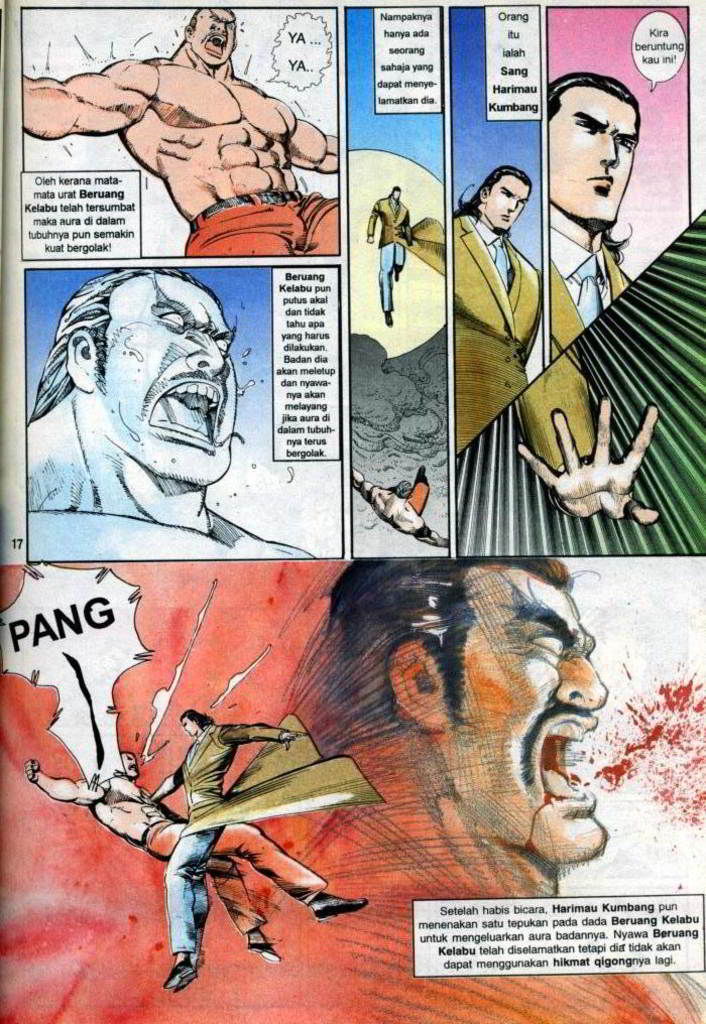 YA ...
YA..
Oleh kerana mata-
mata urat Beruang
Kelabu telah tersumbat
maka aura di dalam
tubuhnya pun semakin
kuat bergolak!
Beruang
Kelabu pun
putus akal
dan tidak
tahu apa
yang harus
dilakukan.
Badan dia
akan meletup
dan nyawa-
nya akan
melayang
jika aura di
dalam tubuh-
nya terus
bergolak.
Nampaknya
hanya ada
seorang
sahaja yang
dapat menye-
lamatkan dia.
Orang
itu
ialah
Sang
Harimau
Kumbang
Kira
beruntung
kau ini!
17
PANG
Setelah habis bicara, Harimau Kumbang pun
menenakan satu tepukan pada dada Beruang Kelabu
untuk mengeluarkan aura badannya. Nyawa Beruang
Kelabu telah diselamatkan tetapi dia tidak akan
dapat menggunakan hikmat qigongnya lagi.